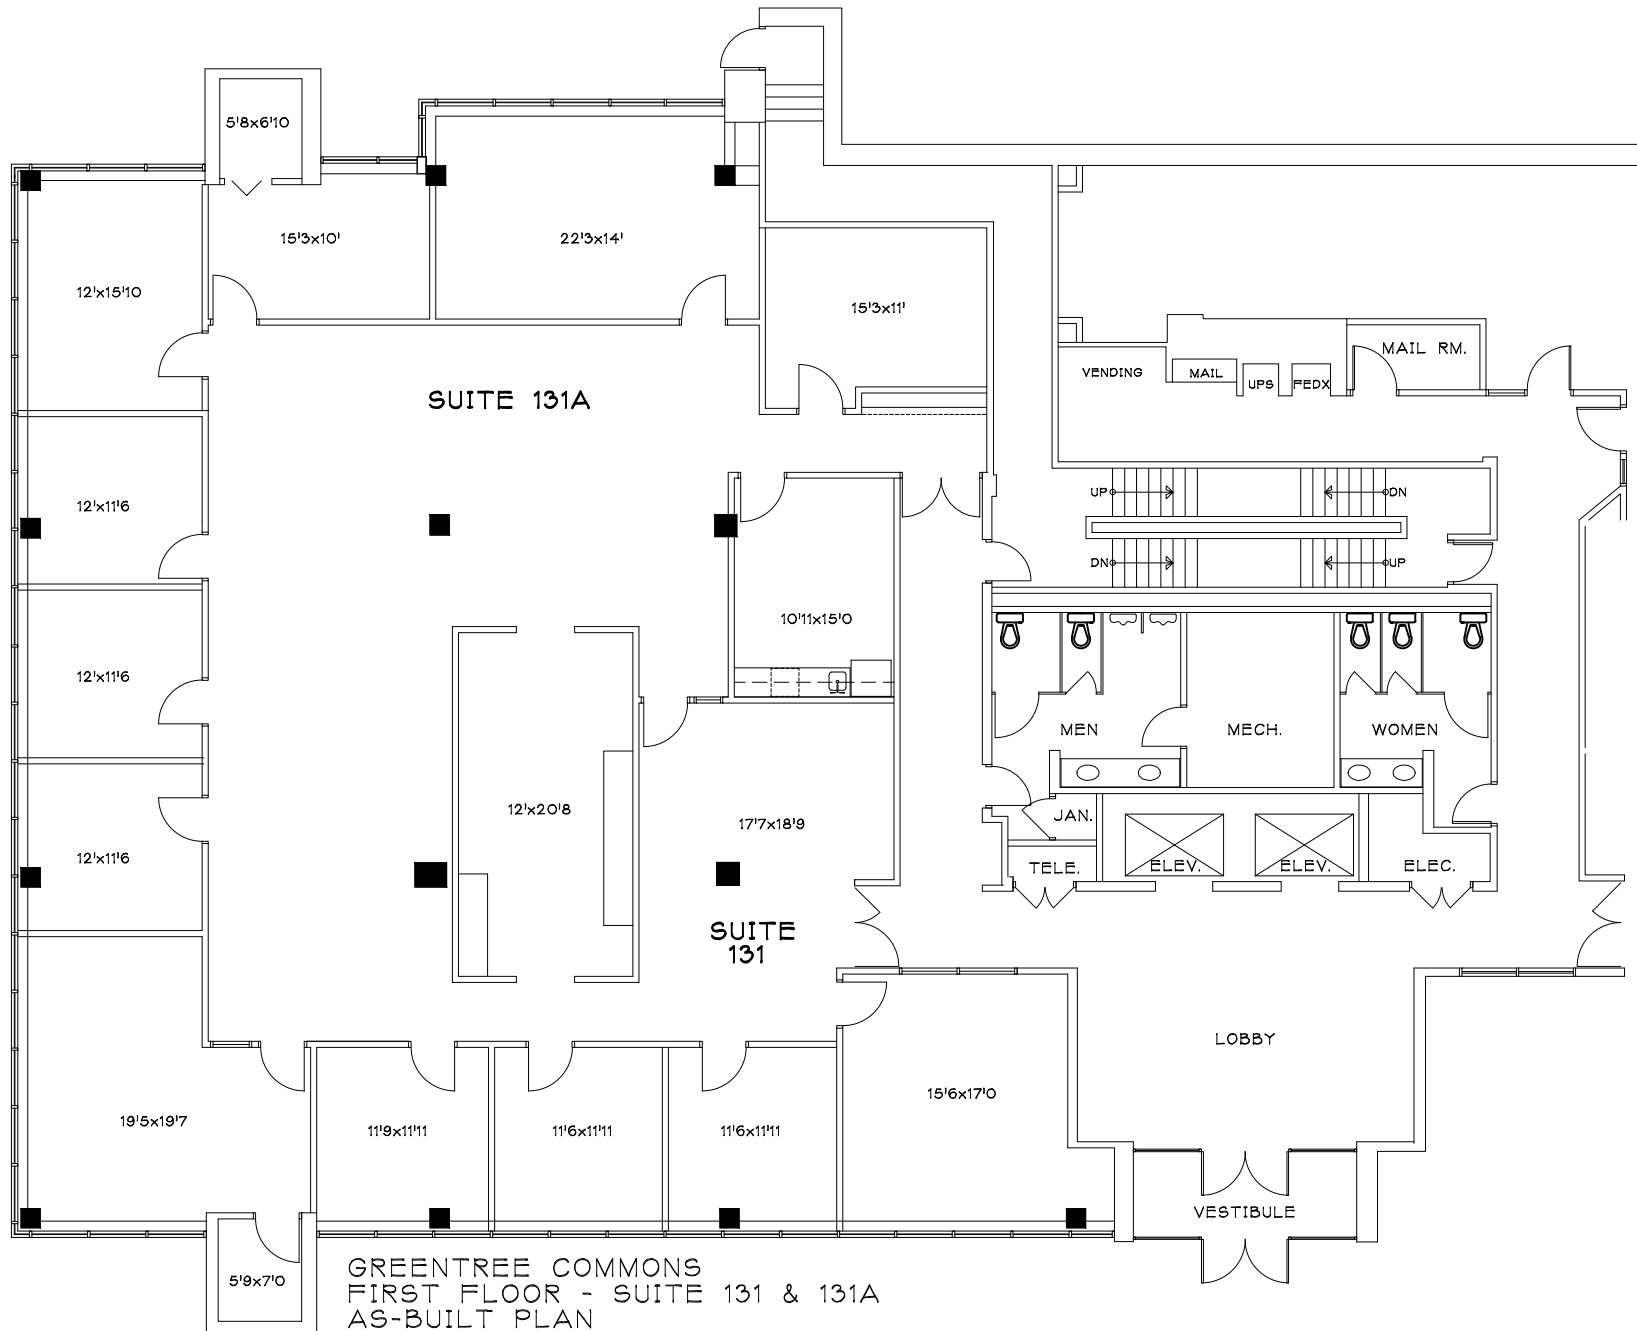 5'8x6'10
15'3x10'
22'3x14'
12'x15'10
15'3x11'
MAIL RM.
VENDING
MAIL
UPS
FEDX
SUITE 131A
12'x11'6
UP
DN
DN
UP
10'11x15'0
12'x11'6
MEN
MECH.
WOMEN
12'x20'8
17'7x18'9
JAN.
12'x11'6
TELE.
ELEV.
ELEV.
ELEC.
SUITE
131
LOBBY
15'6x17'0
19'5x19'7
11'9x11'11
11'6x11'11
11'6x11'11
VESTIBULE
5'9x7'0
GREENTREE COMMONS
FIRST FLOOR - SUITE 131 & 131A
AS-BUILT PLAN